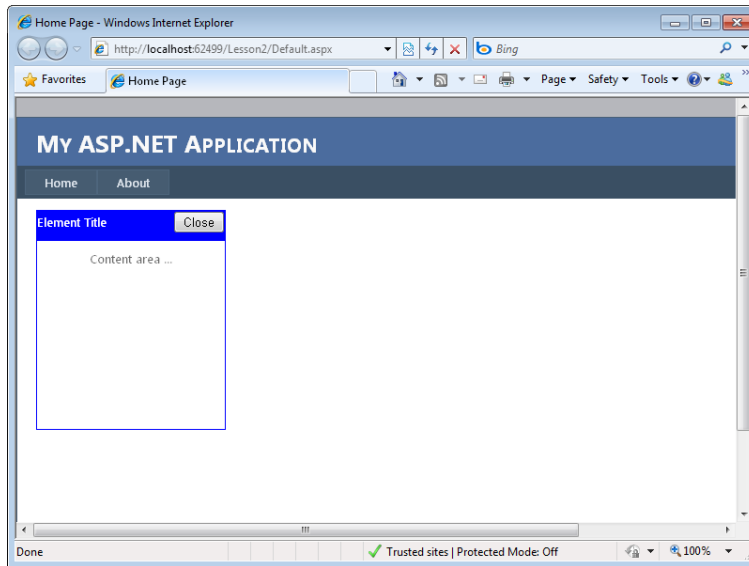 Home Page - Windows Internet Explorer
http://localhost:62499/Lesson2/Default.aspx
Bing
Favorites
Home Page
Page
Safety
Tools
»
MY ASP.NET APPLICATION
Home
About
Element Title
Close
Content area ...
Done
Trusted sites | Protected Mode: Off
100%